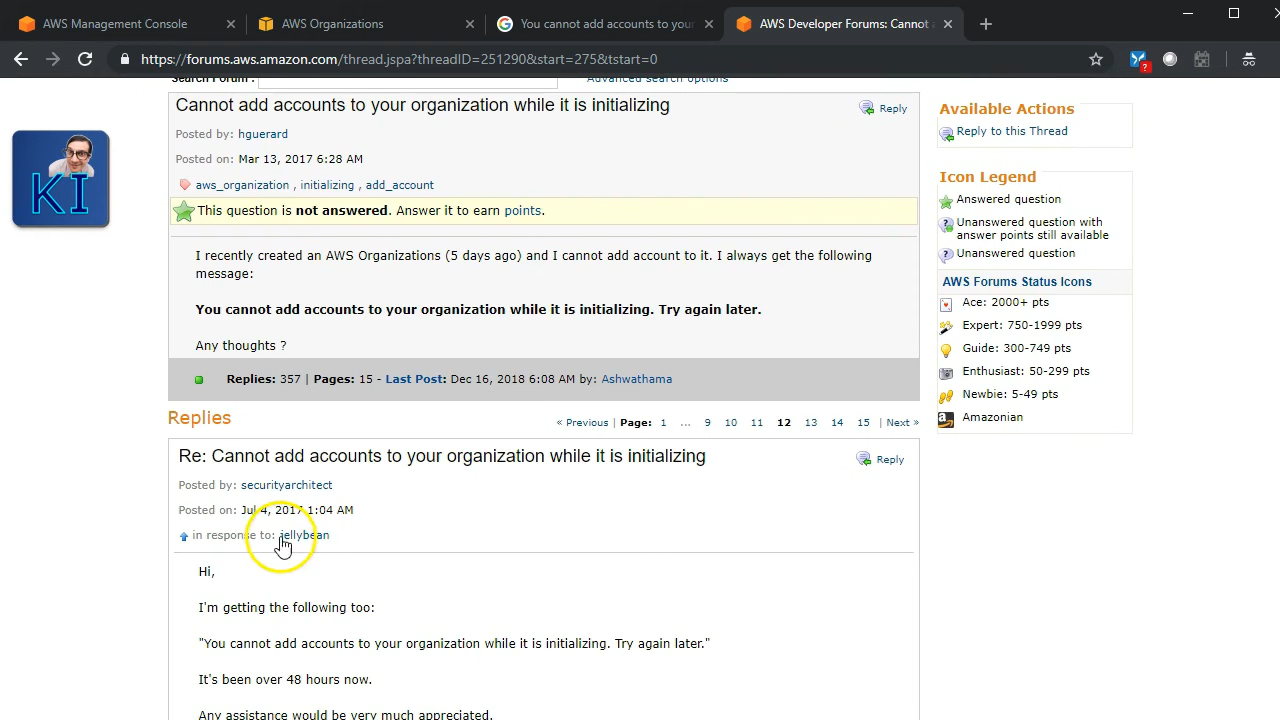 AWS Management Console
AWS Organizations
You cannot add accounts to your
AWS Developer Forums: Cannot
https://forums.aws.amazon.com/thread.jspa?threadID=251290&start=275&tstart=0
?
Search Forum :
Advanced search options
Cannot add accounts to your organization while it is initializing
Reply
Posted by: hguerard
Posted on: Mar 13, 2017 6:28 AM
aws_organization , initializing , add_account
This question is not answered. Answer it to earn points.
I recently created an AWS Organizations (5 days ago) and I cannot add account to it. I always get the following
message:
You cannot add accounts to your organization while it is initializing. Try again later.
Any thoughts ?
Replies: 357 | Pages: 15 - Last Post: Dec 16, 2018 6:08 AM by: Ashwathama
Replies
« Previous | Page: 1 ... 9 10 11 12 13 14 15 | Next »
Re: Cannot add accounts to your organization while it is initializing
Reply
Posted by: securityarchitect
Posted on: Jul 4, 2017 1:04 AM
in response to: jellybean
Hi,
I'm getting the following too:
"You cannot add accounts to your organization while it is initializing. Try again later."
It's been over 48 hours now.
Any assistance would be very much appreciated.
KI
Available Actions
Reply to this Thread
Icon Legend
Answered question
Unanswered question with
answer points still available
Unanswered question
AWS Forums Status Icons
Ace: 2000+ pts
Expert: 750-1999 pts
Guide: 300-749 pts
Enthusiast: 50-299 pts
Newbie: 5-49 pts
Amazonian